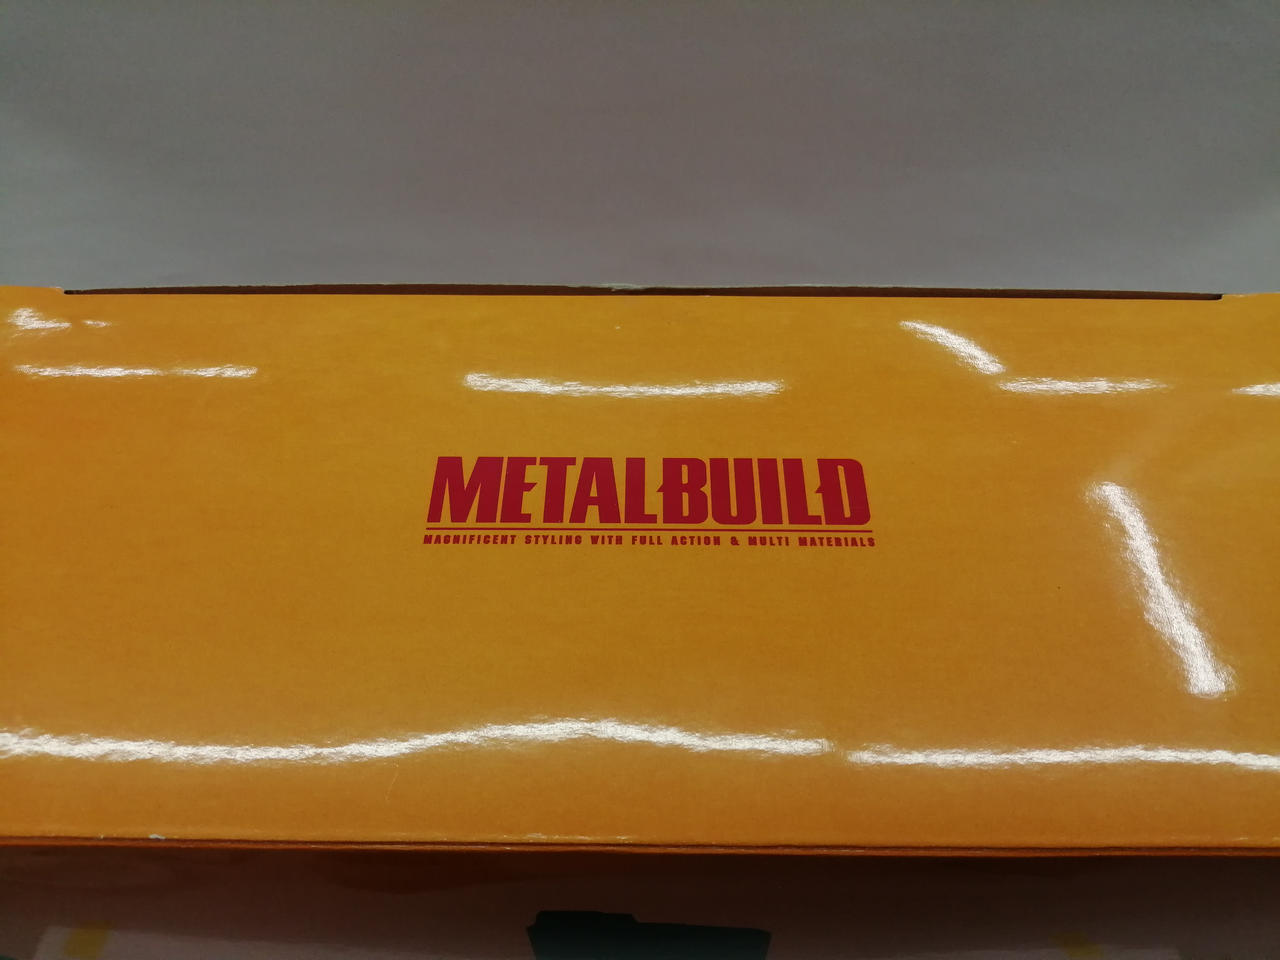 METALBUILD
MAGNIFICENT STYLING WITH FULL ACTION & MULTI MATERIALS